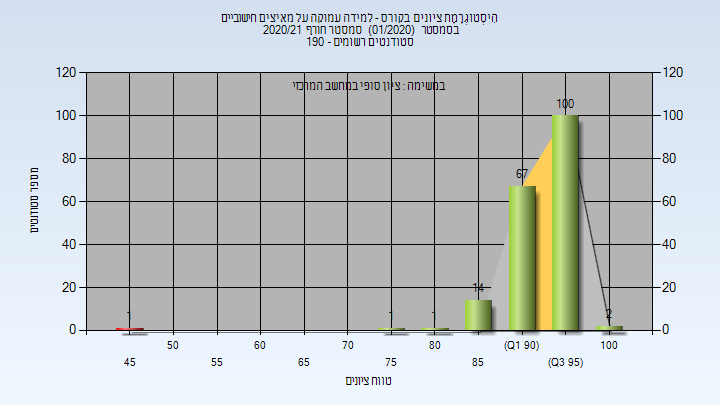 היסטוגרמת ציונים בקורס - למידה עמוקה על מאיצים חישוביים
בסמסטר (01/2020) סמסטר חורף 2020/21
סטודנטים רשומים - 190
במשימה : ציון סופי במחשב המרכזי
מספר סטודנטים
120 120
100 100
80 80
60 60
40 40
20 20
0 0
1 1 1 14 67 100 2
50 60 70 80 (Q1 90) 100
45 55 65 75 85 (Q3 95)
טווח ציונים